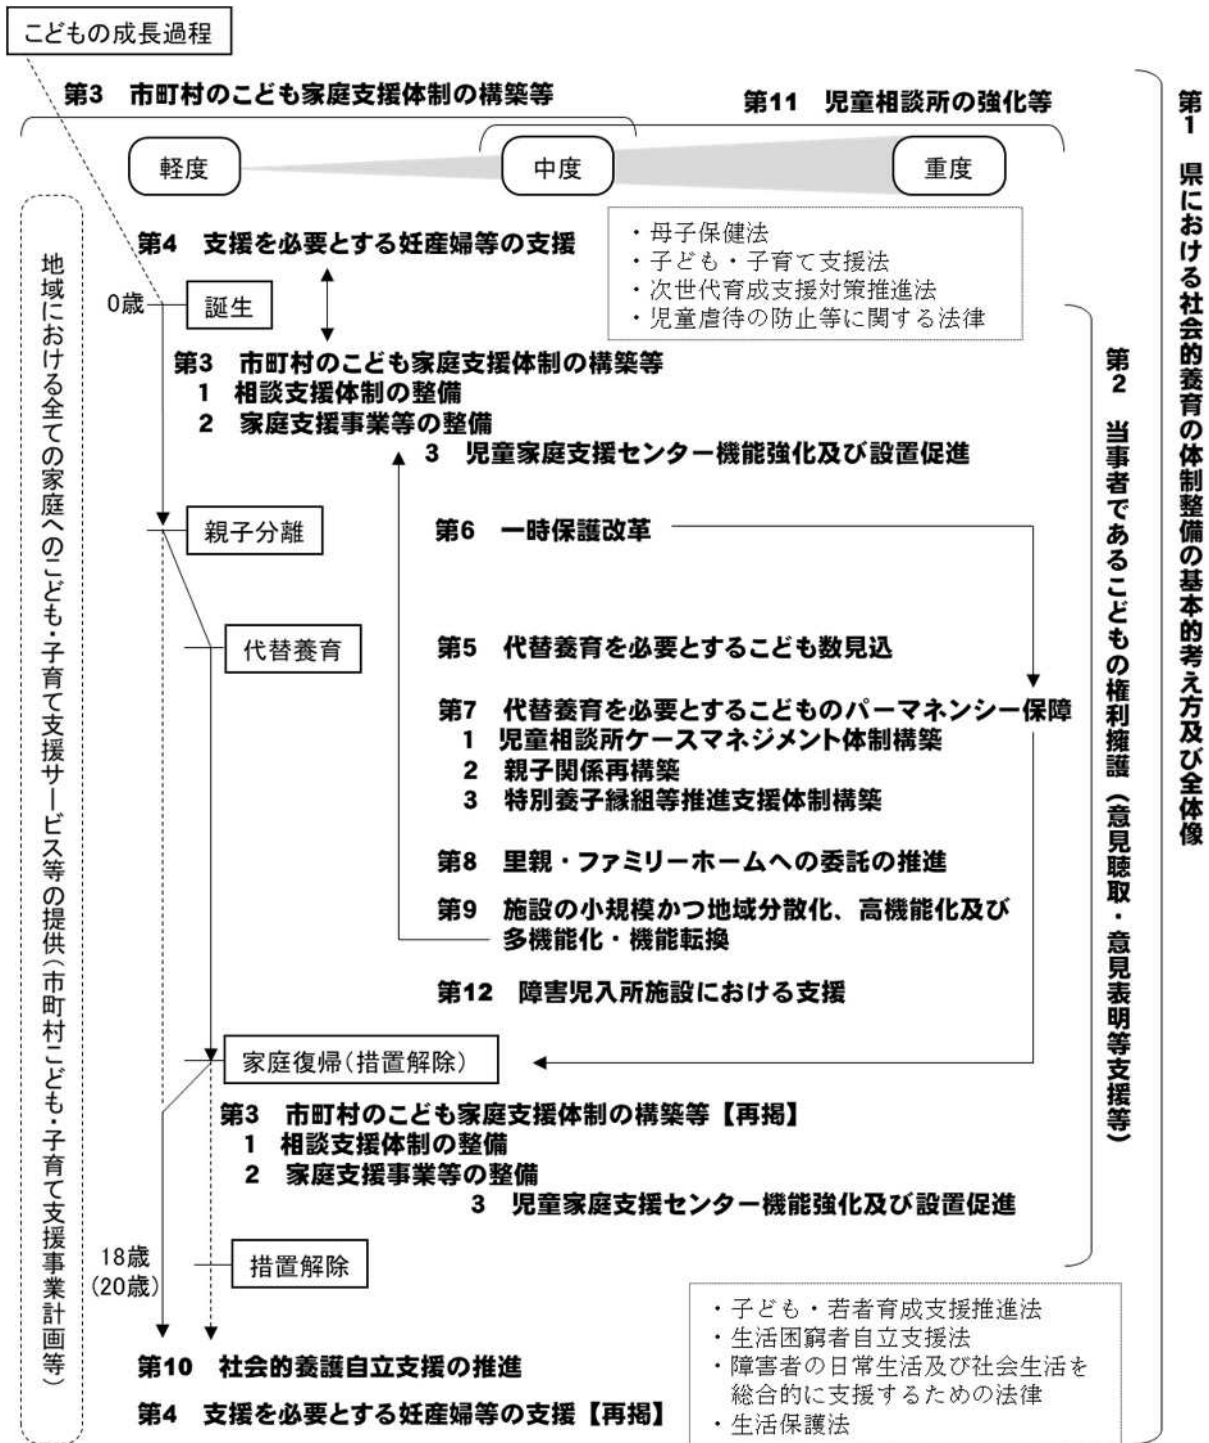 こどもの成長過程
第3 市町村のこども家庭支援体制の構築等
第11 児童相談所の強化等
軽度
中度
重度
・母子保健法
・子ども・子育て支援法
・次世代育成支援対策推進法
・児童虐待の防止等に関する法律
第4 支援を必要とする妊産婦等の支援
0歳
誕生
第3 市町村のこども家庭支援体制の構築等
1 相談支援体制の整備
2 家庭支援事業等の整備
3 児童家庭支援センター機能強化及び設置促進
親子分離
第6 一時保護改革
代替養育
第5 代替養育を必要とするこども数見込
第7 代替養育を必要とするこどものパーマネンシー保障
1 児童相談所ケースマネジメント体制構築
2 親子関係再構築
3 特別養子縁組等推進支援体制構築
第8 里親・ファミリーホームへの委託の推進
第9 施設の小規模かつ地域分散化、高機能化及び
多機能化・機能転換
第12 障害児入所施設における支援
家庭復帰(措置解除)
第3 市町村のこども家庭支援体制の構築等【再掲】
1 相談支援体制の整備
2 家庭支援事業等の整備
3 児童家庭支援センター機能強化及び設置促進
18歳
(20歳)
措置解除
・子ども・若者育成支援推進法
・生活困窮者自立支援法
・障害者の日常生活及び社会生活を
総合的に支援するための法律
・生活保護法
第10 社会的養護自立支援の推進
第4 支援を必要とする妊産婦等の支援【再掲】
地域における全ての家庭へのこども・子育て支援サービス等の提供(市町村こども・子育て支援事業計画等)
第2 当事者であるこどもの権利擁護(意見聴取・意見表明等支援等)
第1 県における社会的養育の体制整備の基本的考え方及び全体像